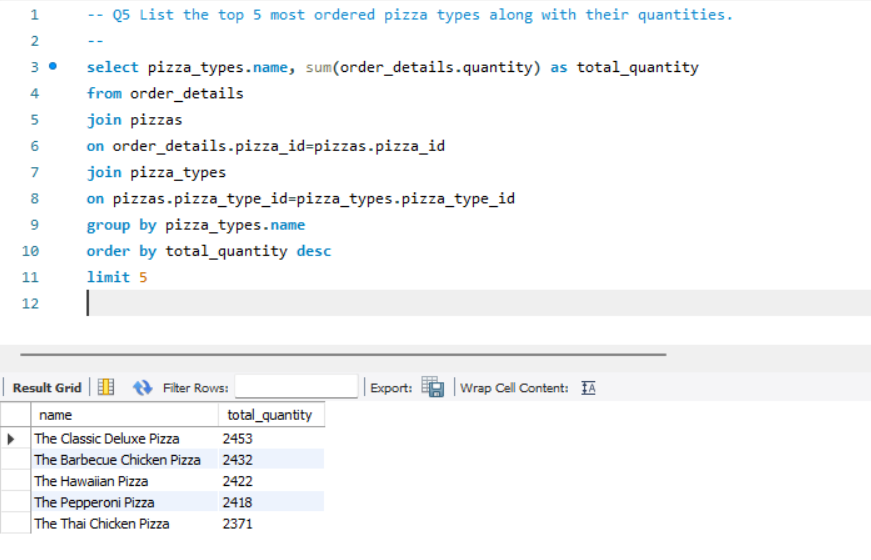 1 -- Q5 List the top 5 most ordered pizza types along with their quantities.
2 --
3 select pizza_types.name, sum(order_details.quantity) as total_quantity
4 from order_details
5 join pizzas
6 on order_details.pizza_id=pizzas.pizza_id
7 join pizza_types
8 on pizzas.pizza_type_id=pizza_types.pizza_type_id
9 group by pizza_types.name
10 order by total_quantity desc
11 limit 5
12
Result Grid Filter Rows: Export: Wrap Cell Content: IA
name total_quantity
The Classic Deluxe Pizza 2453
The Barbecue Chicken Pizza 2432
The Hawaiian Pizza 2422
The Pepperoni Pizza 2418
The Thai Chicken Pizza 2371